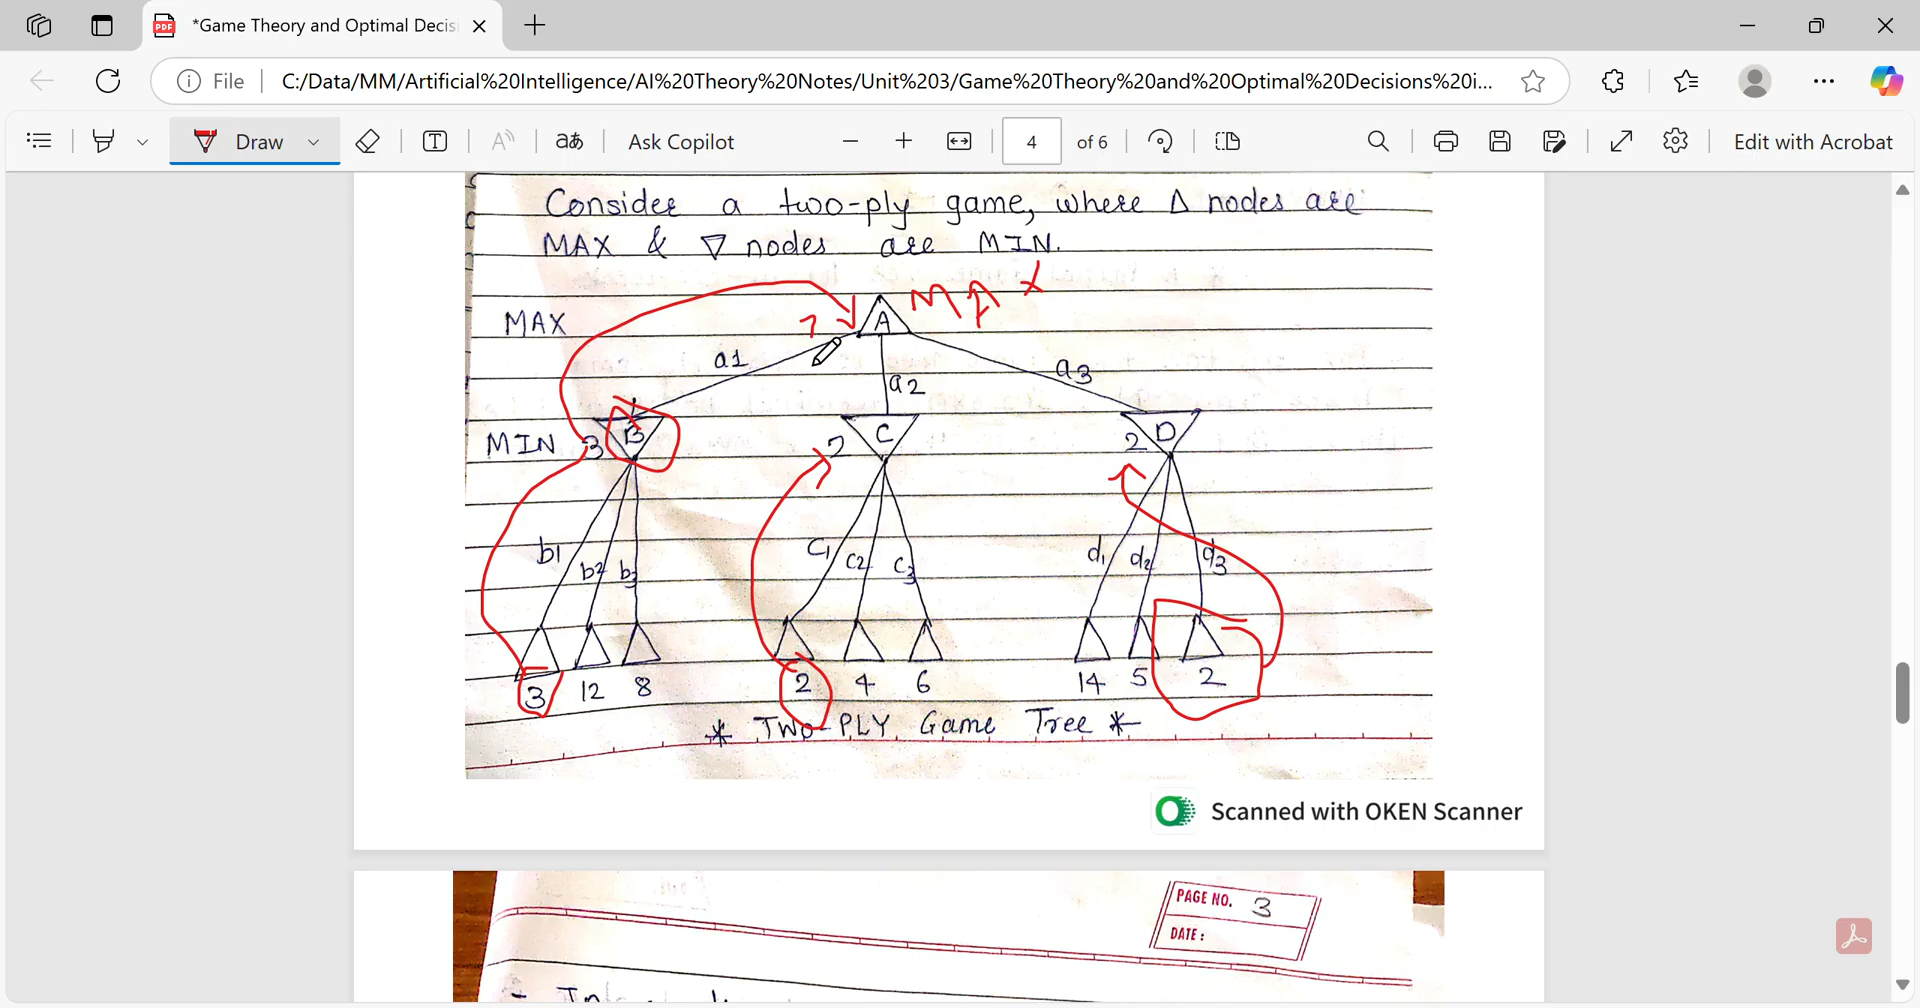 *Game Theory and Optimal Decis
File
C:/Data/MM/Artificial%20Intelligence/AI%20Theory%20Notes/Unit%203/Game%20Theory%20and%20Optimal%20Decisions%20i...
Draw
Ask Copilot
4
of 6
Edit with Acrobat
Consider a two-ply game, where Δ nodes are
MAX & ∇ nodes are MIN.
MAX
A
MAX
a1
a2
a3
MIN
3
B
2
C
2
D
b1 b2 b3
c1 c2 c3
d1 d2 d3
3 12 8
2 4 6
14 5 2
* TWO-PLY Game Tree *
Scanned with OKEN Scanner
PAGE NO. 3
DATE: